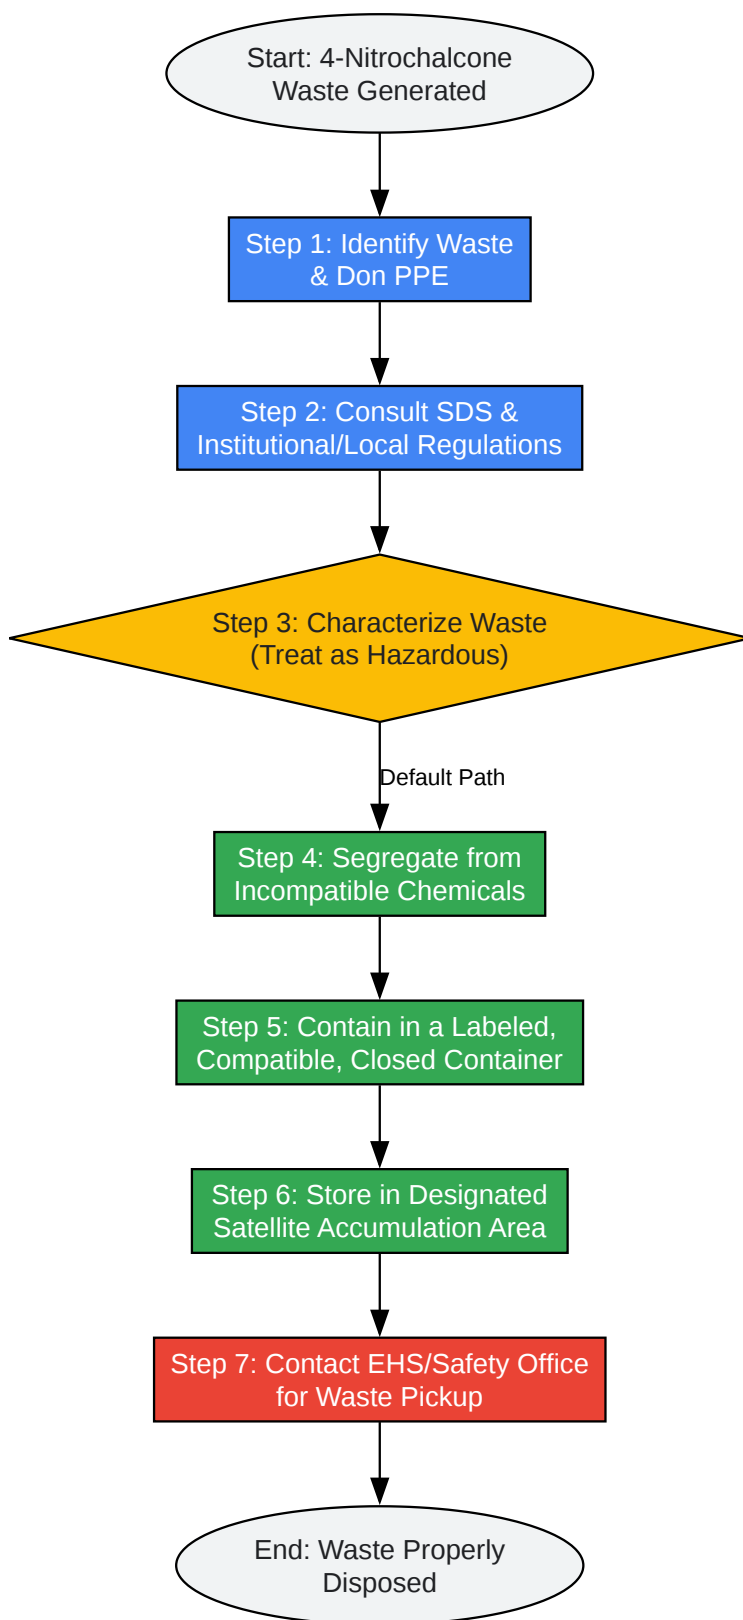 Start: 4-Nitrochalcone
Waste Generated
Step 1: Identify Waste
& Don PPE
Step 2: Consult SDS &
Institutional/Local Regulations
Step 3: Characterize Waste
(Treat as Hazardous)
Default Path
Step 4: Segregate from
Incompatible Chemicals
Step 5: Contain in a Labeled,
Compatible, Closed Container
Step 6: Store in Designated
Satellite Accumulation Area
Step 7: Contact EHS/Safety Office
for Waste Pickup
End: Waste Properly
Disposed